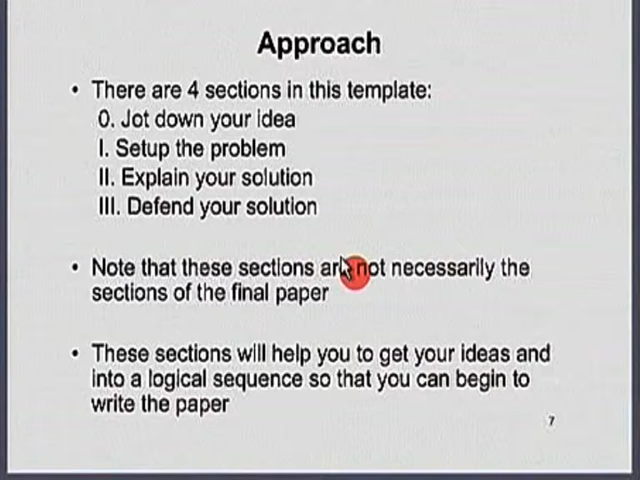 Approach
• There are 4 sections in this template:
0. Jot down your idea
I. Setup the problem
II. Explain your solution
III. Defend your solution
• Note that these sections are not necessarily the
sections of the final paper
• These sections will help you to get your ideas and
into a logical sequence so that you can begin to
write the paper
7